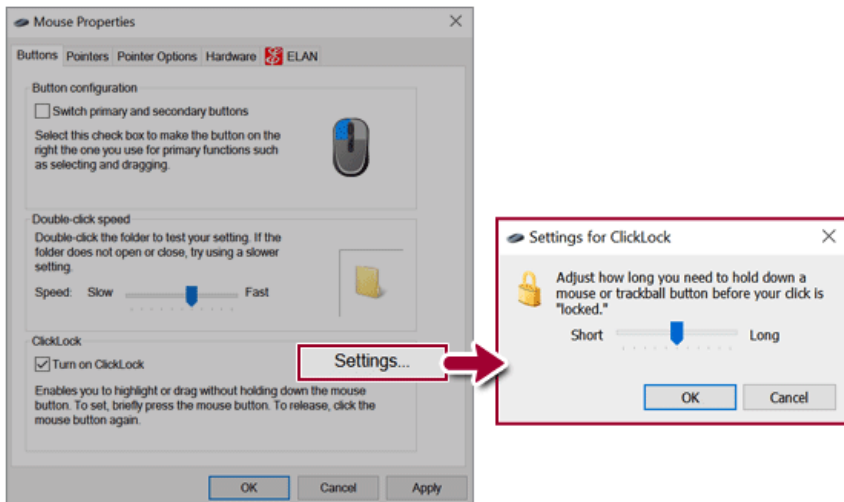 Mouse Properties
Buttons Pointers Pointer Options Hardware ELAN
Button configuration
Switch primary and secondary buttons
Select this check box to make the button on the
right the one you use for primary functions such
as selecting and dragging.
Double-click speed
Double-click the folder to test your setting. If the
folder does not open or close, try using a slower
setting.
Speed: Slow Fast
ClickLock
Turn on ClickLock
Settings...
Enables you to highlight or drag without holding down the mouse
button. To set, briefly press the mouse button. To release, click the
mouse button again.
OK Cancel Apply
Settings for ClickLock
Adjust how long you need to hold down a
mouse or trackball button before your click is
"locked."
Short Long
OK Cancel